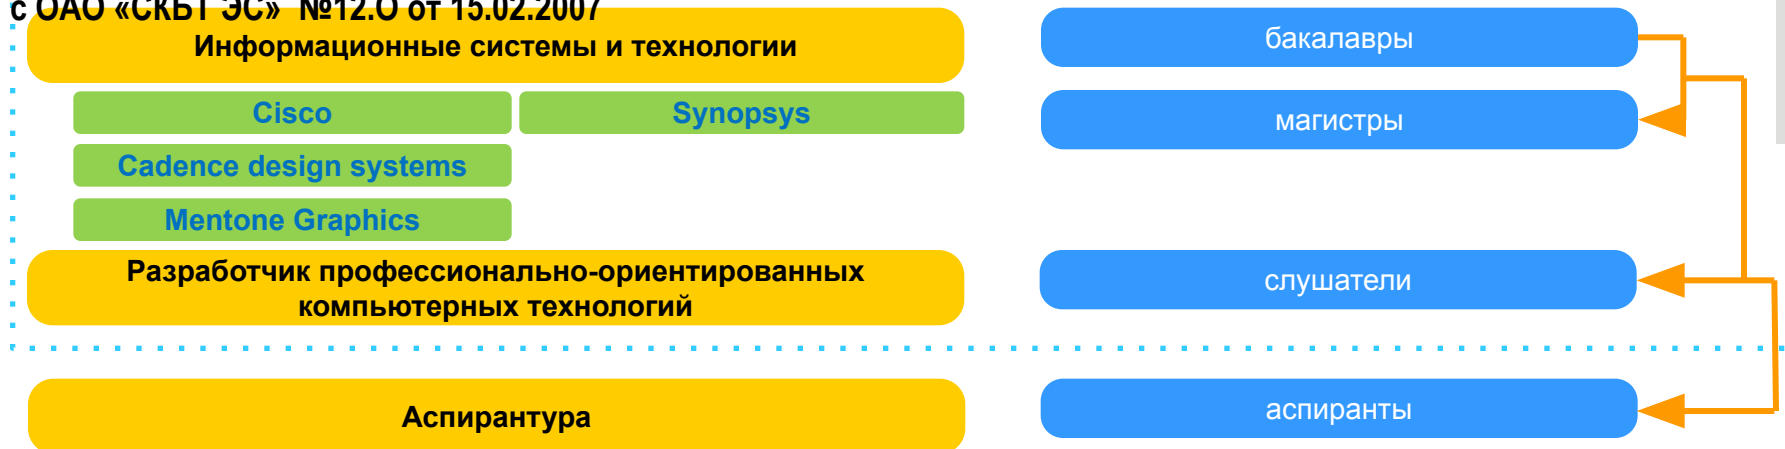 с ОАО «СКБТ ЭС» №12.О от 15.02.2007
Информационные системы и технологии
бакалавры
Cisco
Synopsys
магистры
Cadence design systems
Mentone Graphics
Разработчик профессионально-ориентированных
компьютерных технологий
слушатели
Аспирантура
аспиранты